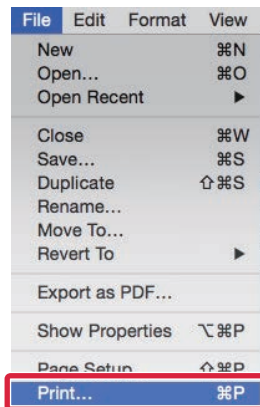 File Edit Format View
New ⌘N
Open... ⌘O
Open Recent ▶
Close ⌘W
Save... ⌘S
Duplicate ⇧⌘S
Rename...
Move To...
Revert To ▶
Export as PDF...
Show Properties ⌥⌘P
Page Setup ⇧⌘P
Print... ⌘P